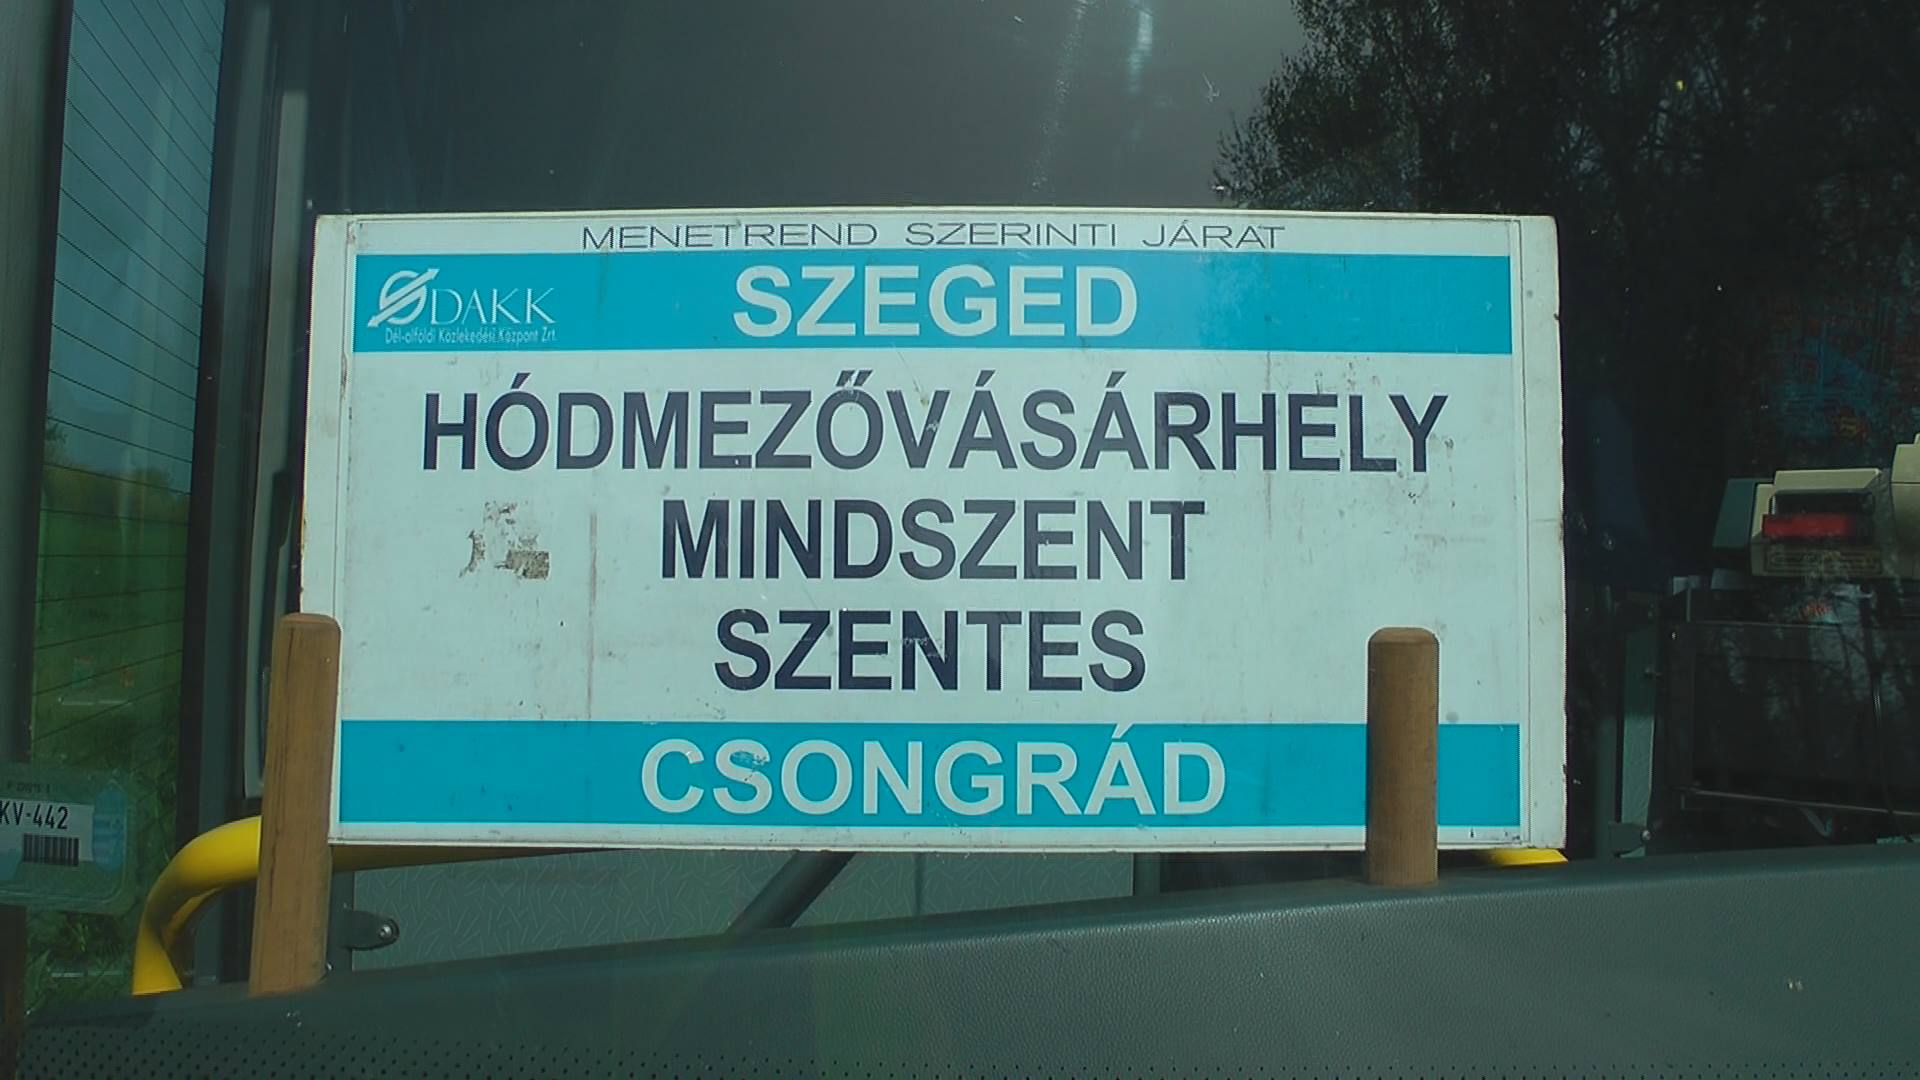 MENETREND SZERINTI JÁRAT
SZEGED
DAKK
Dél-alföldi Közlekedési Központ Zrt.
HÓDMEZŐVÁSÁRHELY
MINDSZENT
SZENTES
CSONGRÁD
KV-442